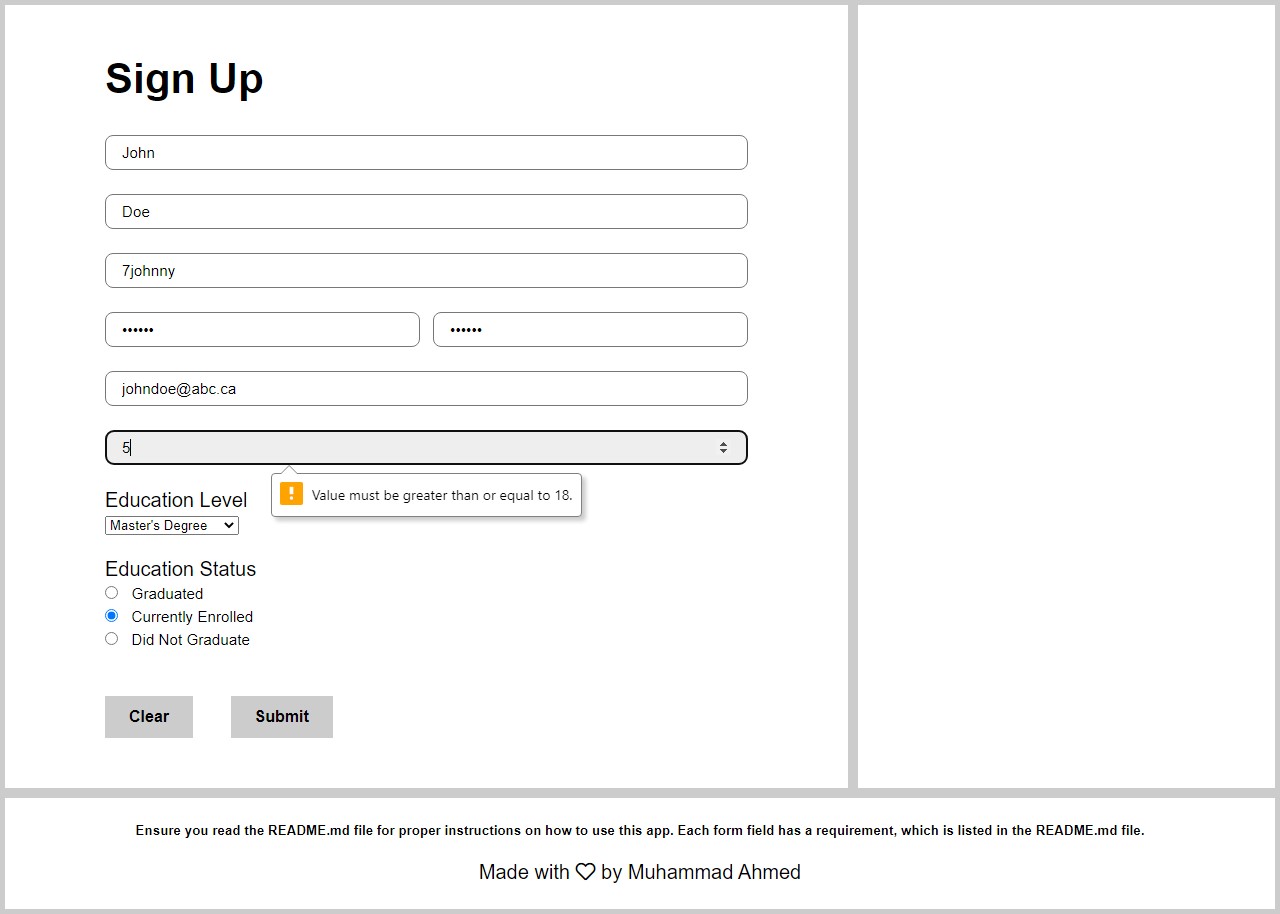 Sign Up
John
Doe
7johnny
•••••• ••••••
johndoe@abc.ca
5
Value must be greater than or equal to 18.
Education Level
Master's Degree
Education Status
Graduated
Currently Enrolled
Did Not Graduate
Clear Submit
Ensure you read the README.md file for proper instructions on how to use this app. Each form field has a requirement, which is listed in the README.md file.
Made with ♡ by Muhammad Ahmed